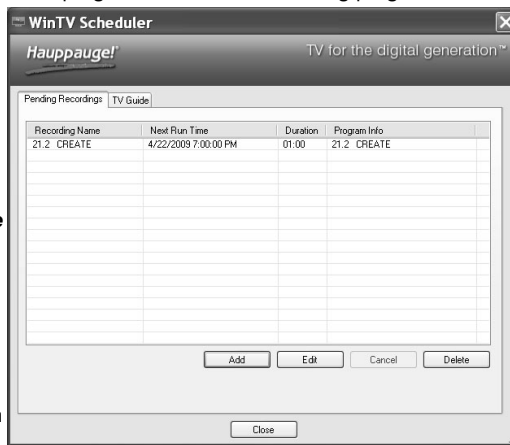 WinTV Scheduler
Hauppauge!
TV for the digital generation™
Pending Recordings TV Guide
Recording Name Next Run Time Duration Program Info
21.2 CREATE 4/22/2009 7:00:00 PM 01:00 21.2 CREATE
e
Add Edit Cancel Delete
Close